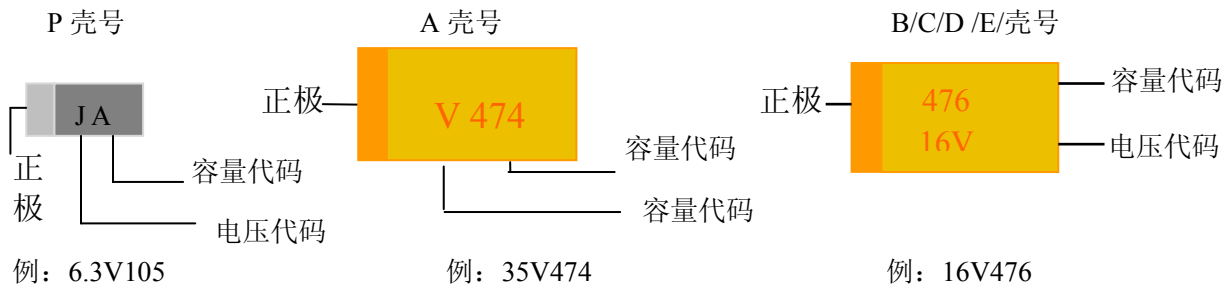 P 壳号
A 壳号
B/C/D /E/壳号
正极
J A
容量代码
电压代码
例：6.3V105
正极
V 474
容量代码
容量代码
例：35V474
正极
476
16V
容量代码
电压代码
例：16V476